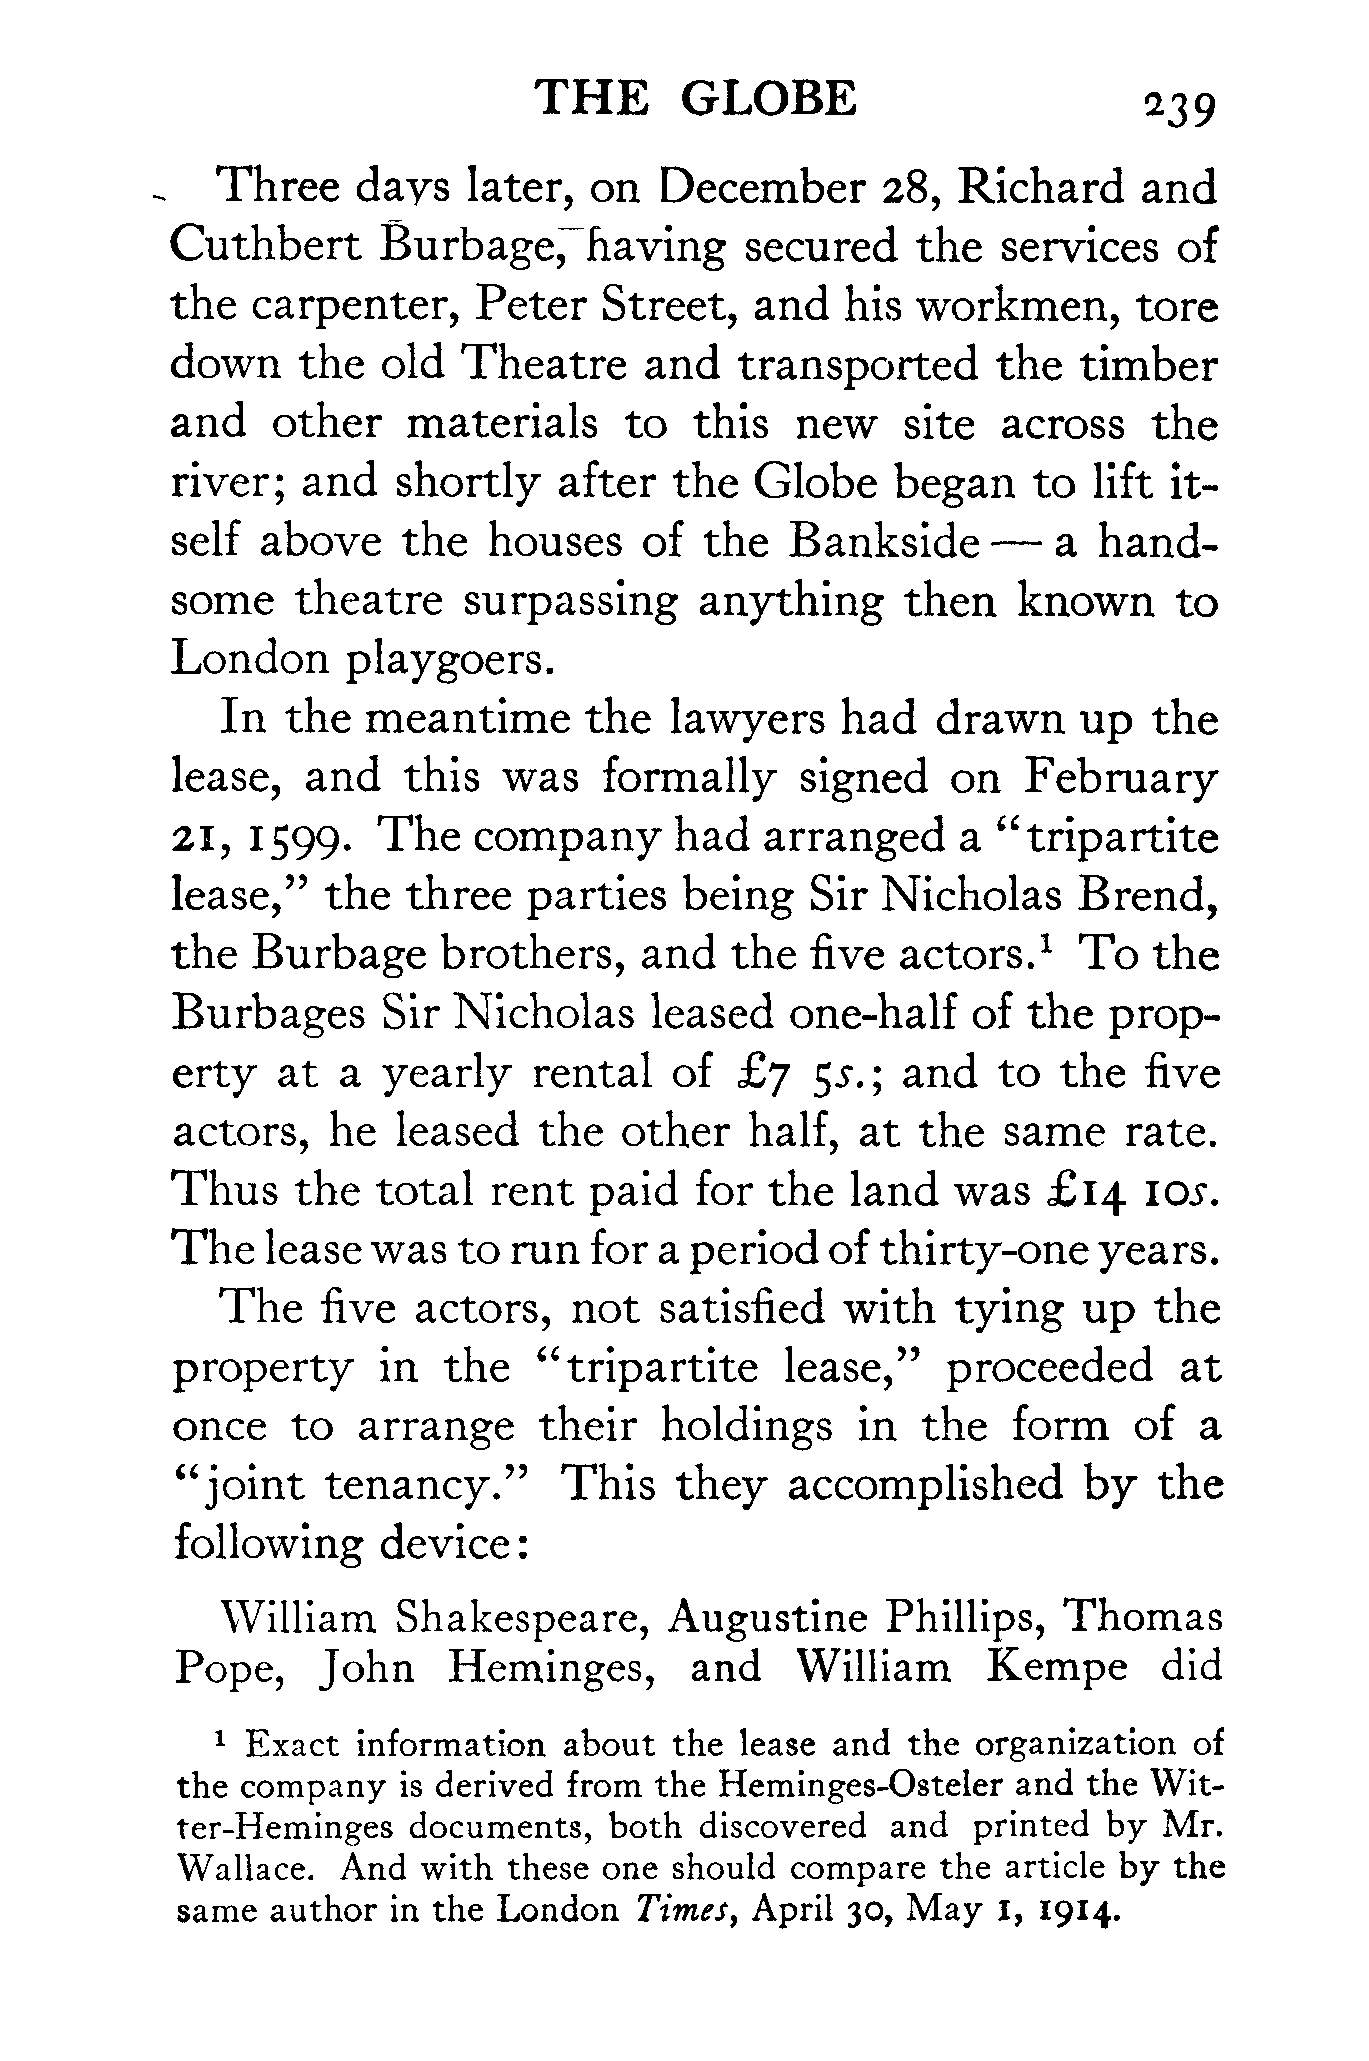 THE GLOBE 239
Three days later, on December 28, Richard and
Cuthbert Burbage, having secured the services of
the carpenter, Peter Street, and his workmen, tore
down the old Theatre and transported the timber
and other materials to this new site across the
river; and shortly after the Globe began to lift it-
self above the houses of the Bankside — a hand-
some theatre surpassing anything then known to
London playgoers.
In the meantime the lawyers had drawn up the
lease, and this was formally signed on February
21, 1599. The company had arranged a “tripartite
lease,” the three parties being Sir Nicholas Brend,
the Burbage brothers, and the five actors.¹ To the
Burbages Sir Nicholas leased one-half of the prop-
erty at a yearly rental of £7 5s.; and to the five
actors, he leased the other half, at the same rate.
Thus the total rent paid for the land was £14 10s.
The lease was to run for a period of thirty-one years.
The five actors, not satisfied with tying up the
property in the “tripartite lease,” proceeded at
once to arrange their holdings in the form of a
“joint tenancy.” This they accomplished by the
following device:
William Shakespeare, Augustine Phillips, Thomas
Pope, John Heminges, and William Kempe did
¹ Exact information about the lease and the organization of
the company is derived from the Heminges-Osteler and the Wit-
ter-Heminges documents, both discovered and printed by Mr.
Wallace. And with these one should compare the article by the
same author in the London Times, April 30, May 1, 1914.